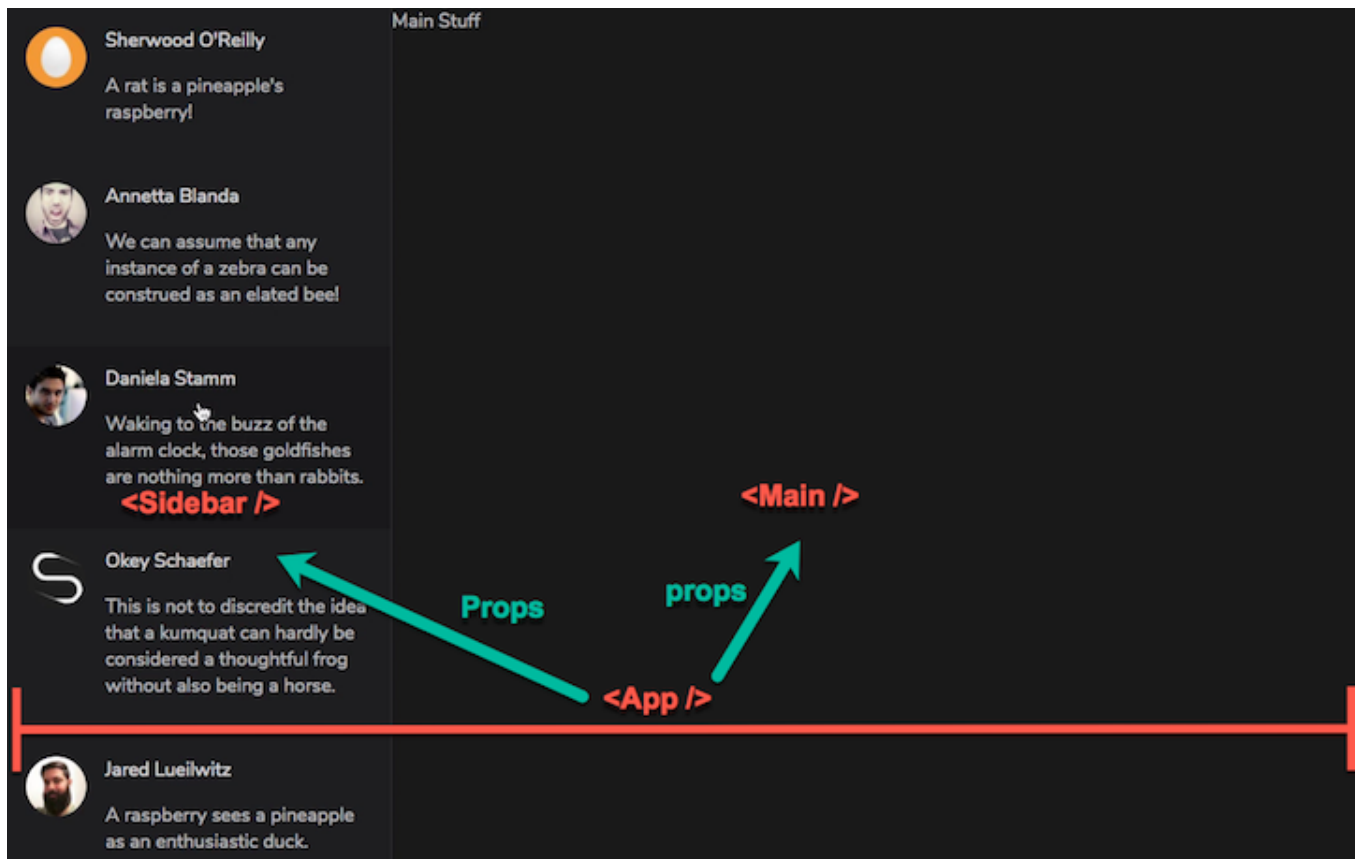 Sherwood O'Reilly
A rat is a pineapple's
raspberry!
Annetta Blanda
We can assume that any
instance of a zebra can be
construed as an elated bee!
Daniela Stamm
Waking to the buzz of the
alarm clock, those goldfishes
are nothing more than rabbits.
<Sidebar />
Okey Schaefer
This is not to discredit the idea
that a kumquat can hardly be
considered a thoughtful frog
without also being a horse.
Jared Lueilwitz
A raspberry sees a pineapple
as an enthusiastic duck.
Main Stuff
<Main />
Props
props
<App />